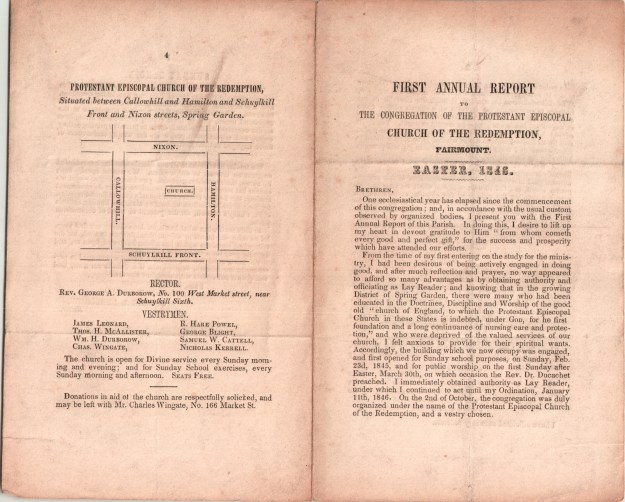 4
PROTESTANT EPISCOPAL CHURCH OF THE REDEMPTION,
Situated between Callowhill and Hamilton and Schuylkill
Front and Nixon streets, Spring Garden.
NIXON.
CALLOWHILL.
CHURCH.
HAMILTON.
SCHUYLKILL FRONT.
RECTOR.
REV. GEORGE A. DURBOROW, No. 100 West Market street, near
Schuylkill Sixth.
VESTRYMEN.
JAMES LEONARD, R. HARE POWEL,
THOS. H. MCALLISTER, GEORGE BLIGHT,
WM. H. DURBOROW, SAMUEL W. CATTELL,
CHAS. WINGATE, NICHOLAS KERRELL.
The church is open for Divine service every Sunday morn-
ing and evening; and for Sunday School exercises, every
Sunday morning and afternoon. SEATS FREE.
Donations in aid of the church are respectfully solicited, and
may be left with Mr. Charles Wingate, No. 166 Market St.
FIRST ANNUAL REPORT
TO
THE CONGREGATION OF THE PROTESTANT EPISCOPAL
CHURCH OF THE REDEMPTION,
FAIRMOUNT.
EASTER, 1846.
BRETHREN,
One ecclesiastical year has elapsed since the commencement
of this congregation; and, in accordance with the usual custom
observed by organized bodies, I present you with the First
Annual Report of this Parish. In doing this, I desire to lift up
my heart in devout gratitude to Him "from whom cometh
every good and perfect gift," for the success and prosperity
which have attended our efforts.
From the time of my first entering on the study for the minis-
try, I had been desirous of being actively engaged in doing
good, and after much reflection and prayer, no way appeared
to afford so many advantages as by obtaining authority and
officiating as Lay Reader; and knowing that in the growing
District of Spring Garden, there were many who had been
educated in the Doctrines, Discipline and Worship of the good
old "church of England, to which the Protestant Episcopal
Church in these States is indebted, under God, for its first
foundation and a long continuance of nursing care and protec-
tion," and who were deprived of the valued services of our
church, I felt anxious to provide for their spiritual wants.
Accordingly, the building which we now occupy was engaged,
and first opened for Sunday school purposes, on Sunday, Feb.
23d, 1845, and for public worship on the first Sunday after
Easter, March 30th, on which occasion the Rev. Dr. Ducachet
preached. I immediately obtained authority as Lay Reader,
under which I continued to act until my Ordination, January
11th, 1846. On the 2nd of October, the congregation was duly
organized under the name of the Protestant Episcopal Church
of the Redemption, and a vestry chosen.